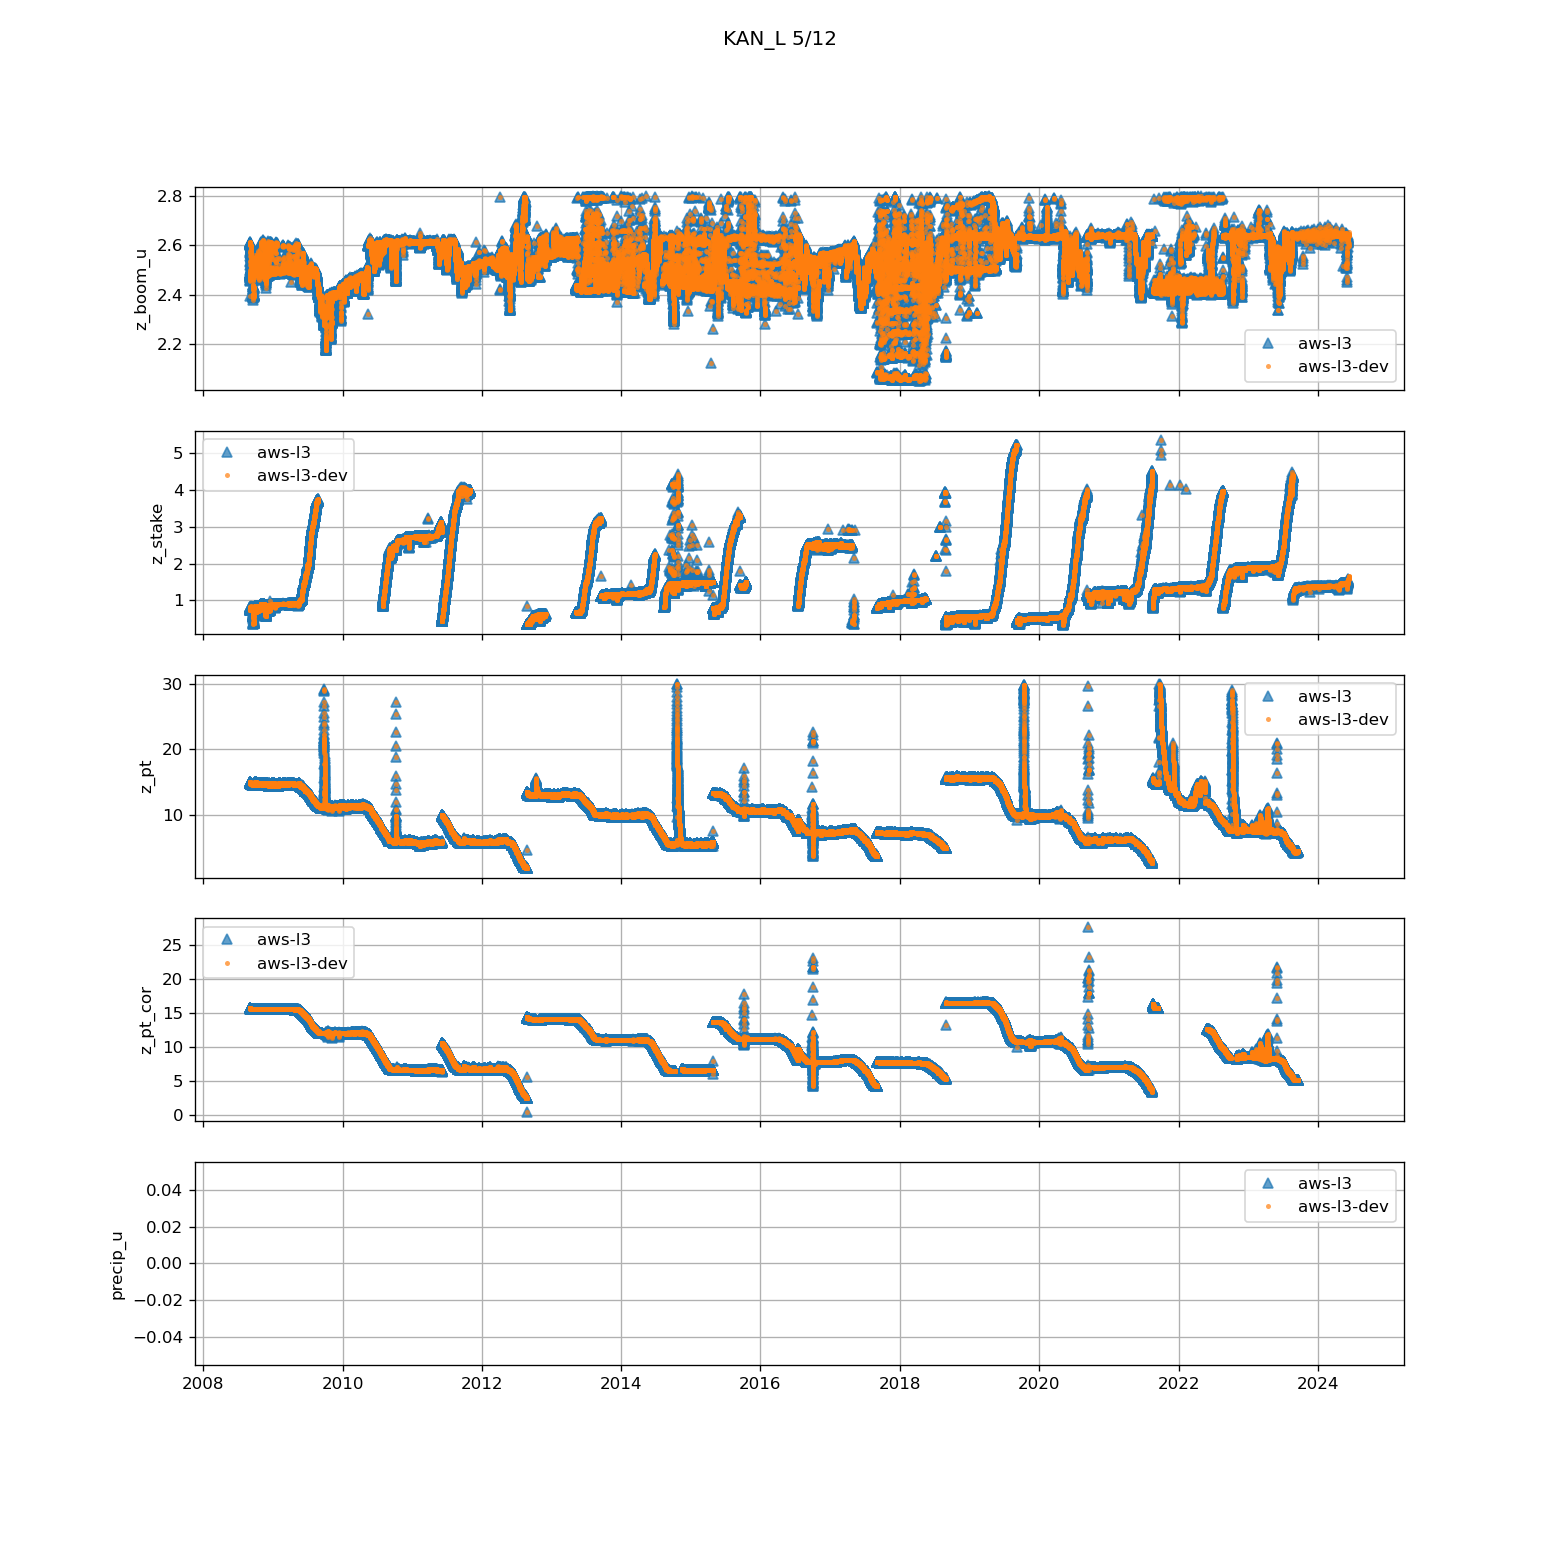 KAN_L 5/12
z_boom_u
2.8
2.6
2.4
2.2
aws-l3
aws-l3-dev
z_stake
5
4
3
2
1
aws-l3
aws-l3-dev
z_pt
30
20
10
aws-l3
aws-l3-dev
z_pt_cor
25
20
15
10
5
0
aws-l3
aws-l3-dev
precip_u
0.04
0.02
0.00
−0.02
−0.04
aws-l3
aws-l3-dev
2008 2010 2012 2014 2016 2018 2020 2022 2024